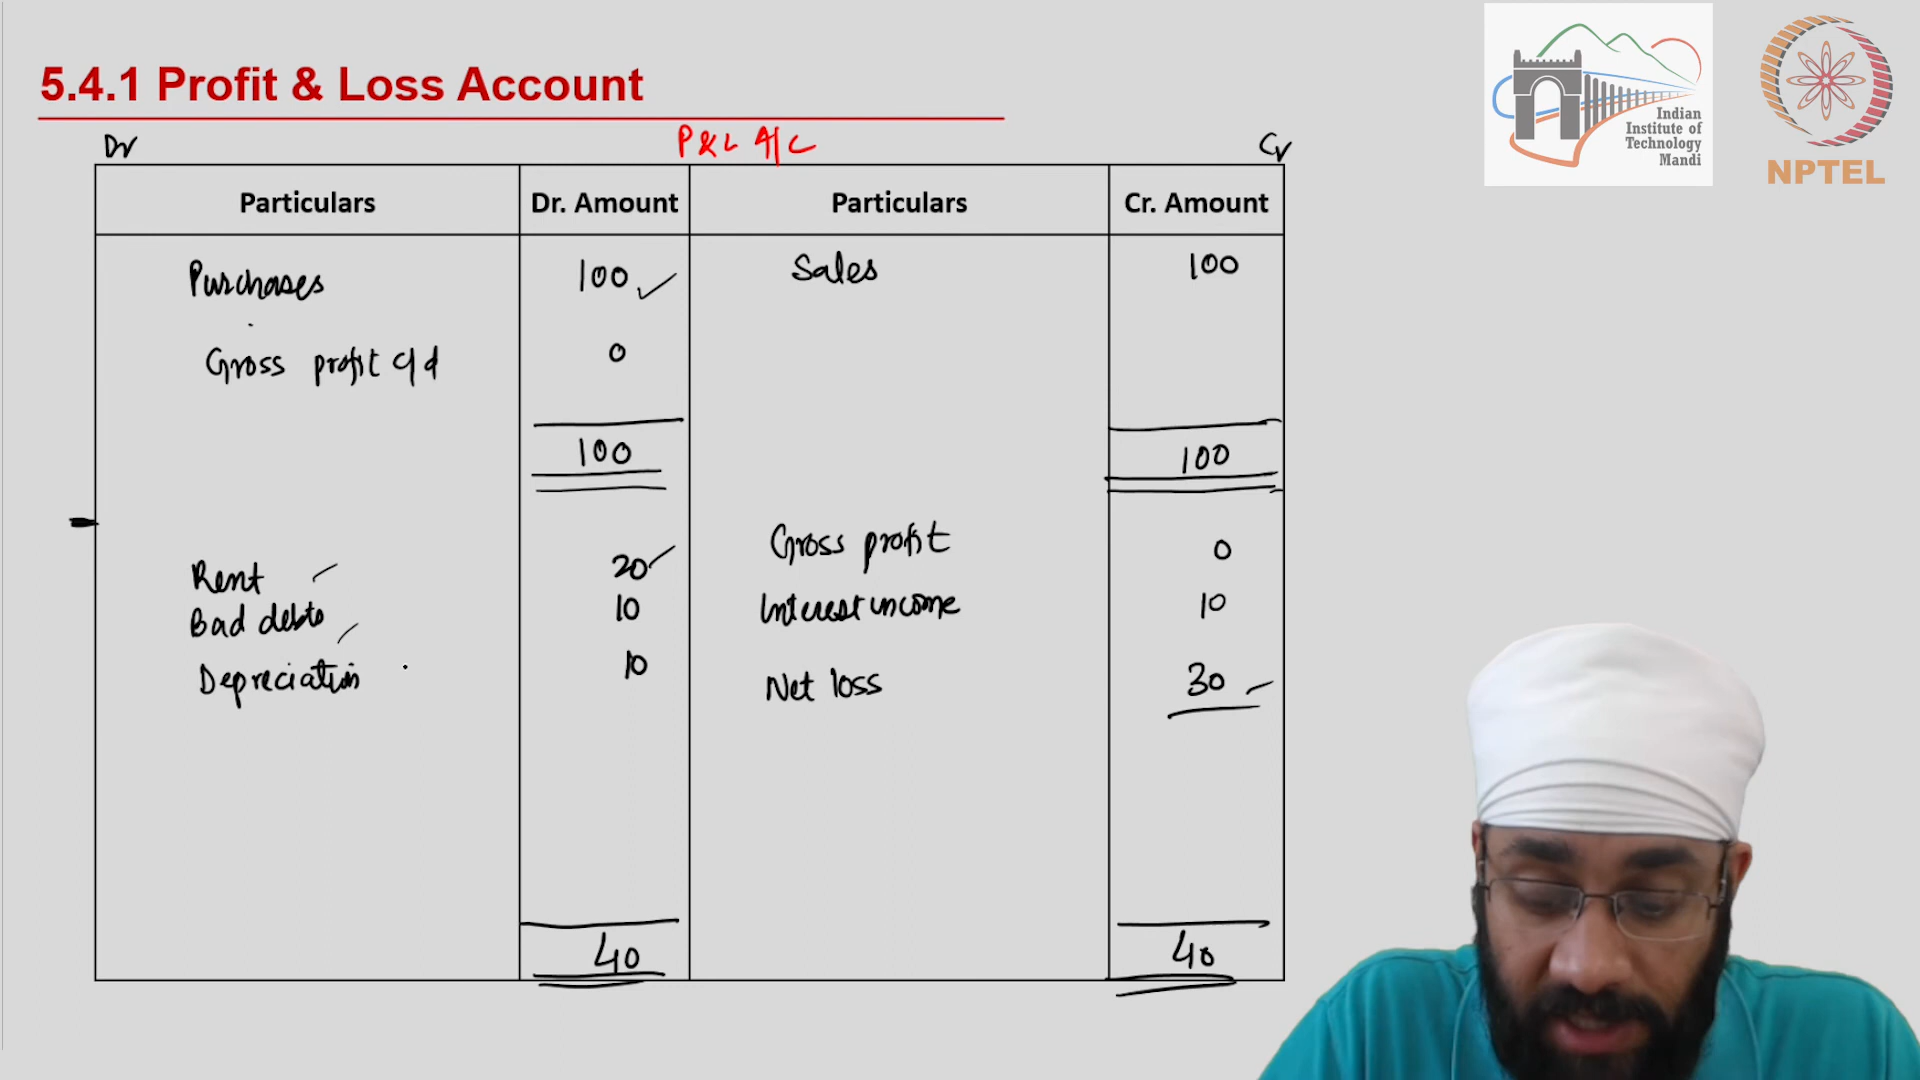 5.4.1 Profit & Loss Account
Indian
Institute of
Technology
Mandi
NPTEL
Dr P & L A/C Cr
Particulars Dr. Amount Particulars Cr. Amount
Purchases 100 Sales 100
Gross profit c/d 0
100 100
Gross profit 0
Rent 20
Bad debts 10 Interest income 10
Depreciation 10 Net loss 30
40 40